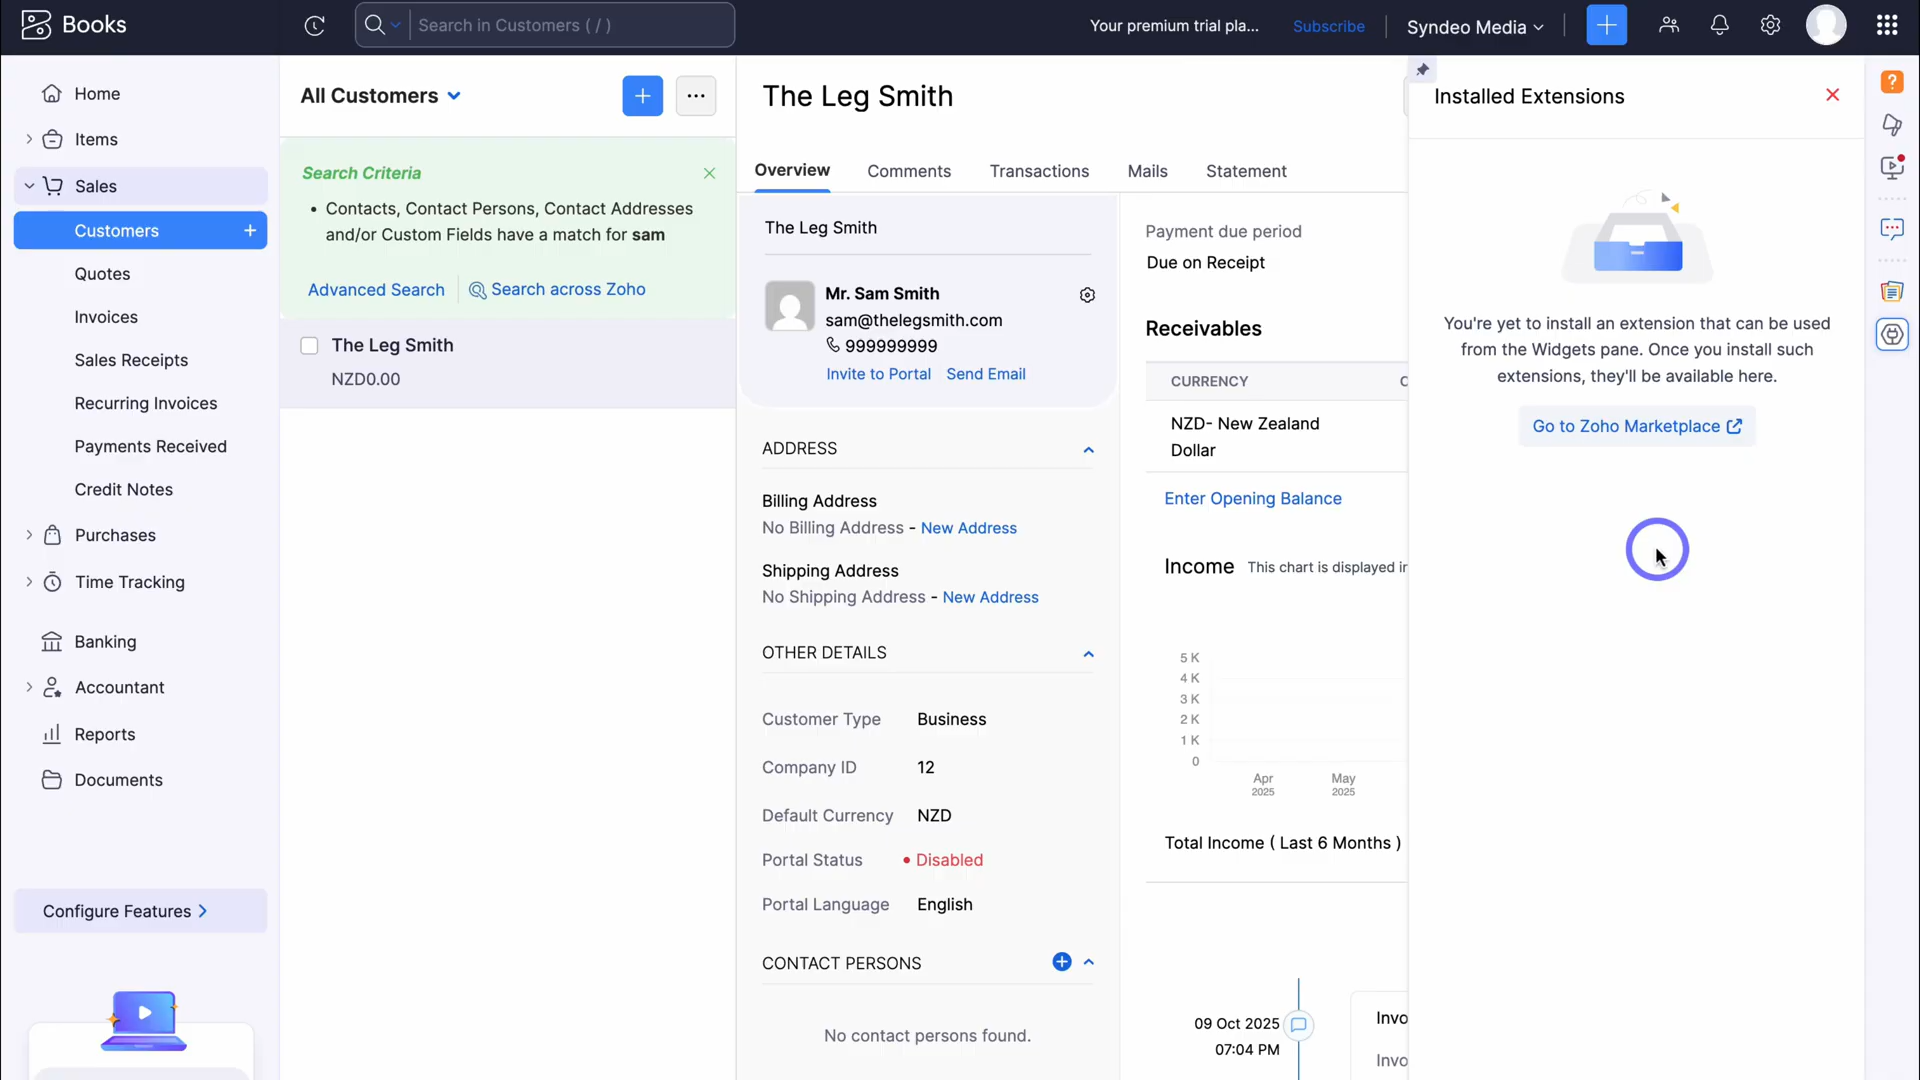 Books
Search in Customers ( / )
Your premium trial pla...
Subscribe
Syndeo Media
Home
Items
Sales
Customers
Quotes
Invoices
Sales Receipts
Recurring Invoices
Payments Received
Credit Notes
Purchases
Time Tracking
Banking
Accountant
Reports
Documents
Configure Features
All Customers
Search Criteria
• Contacts, Contact Persons, Contact Addresses
and/or Custom Fields have a match for sam
Advanced Search
Search across Zoho
The Leg Smith
NZD0.00
The Leg Smith
Overview
Comments
Transactions
Mails
Statement
The Leg Smith
Mr. Sam Smith
sam@thelegsmith.com
999999999
Invite to Portal
Send Email
ADDRESS
Billing Address
No Billing Address - New Address
Shipping Address
No Shipping Address - New Address
OTHER DETAILS
Customer Type Business
Company ID 12
Default Currency NZD
Portal Status • Disabled
Portal Language English
CONTACT PERSONS
No contact persons found.
Payment due period
Due on Receipt
Receivables
CURRENCY
NZD- New Zealand
Dollar
Enter Opening Balance
Income This chart is displayed in
5 K
4 K
3 K
2 K
1 K
0
Apr
2025
May
2025
Total Income ( Last 6 Months )
09 Oct 2025
07:04 PM
Invo
Invo
Installed Extensions
You're yet to install an extension that can be used
from the Widgets pane. Once you install such
extensions, they'll be available here.
Go to Zoho Marketplace